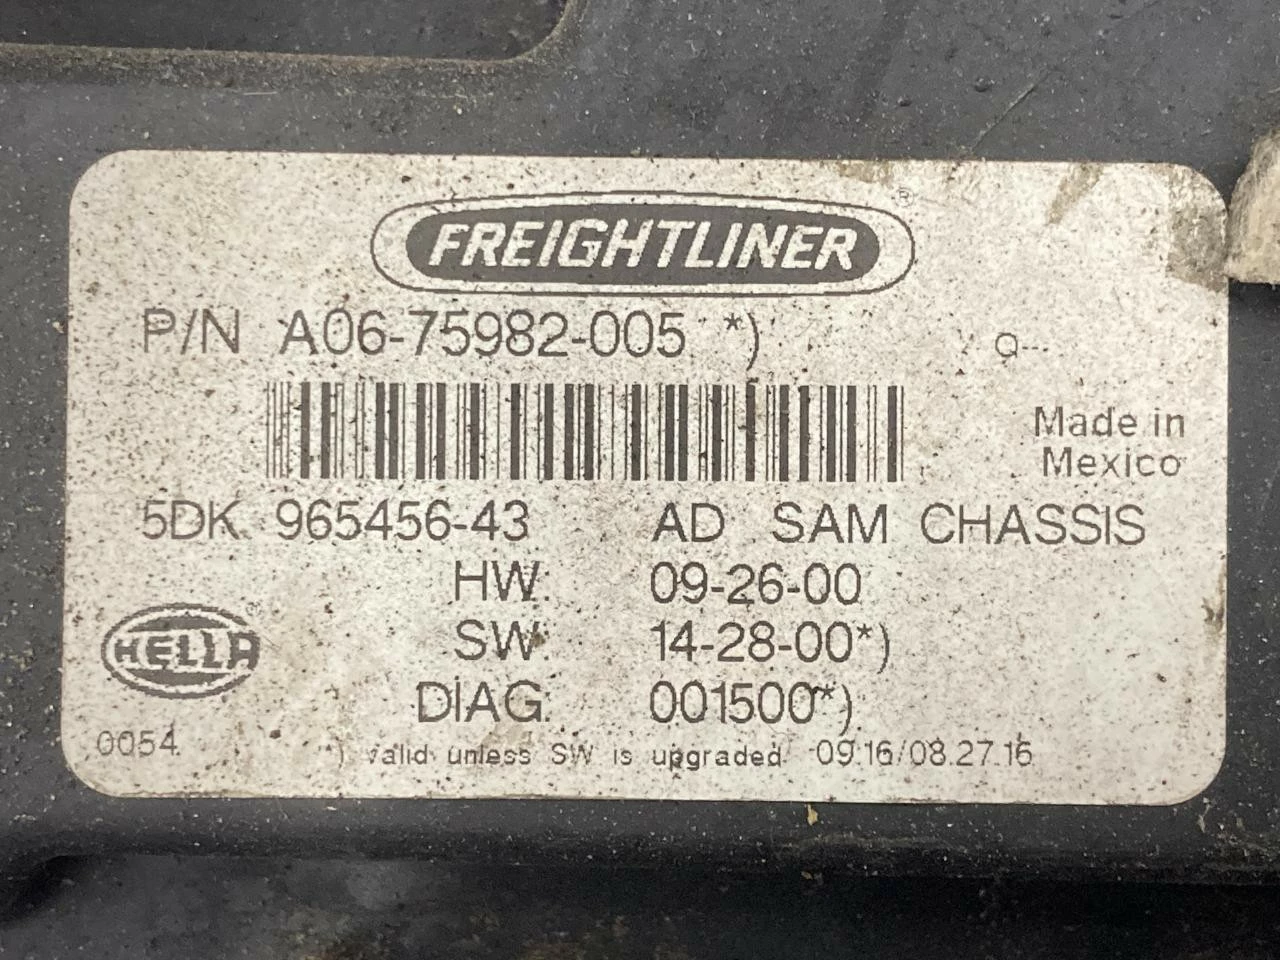 FREIGHTLINER ®
P/N A06-75982-005 *)
Q--
Made in
Mexico
5DK 965456-43 AD SAM CHASSIS
HW: 09-26-00
SW: 14-28-00*)
HELLA ®
DIAG: 001500*)
0054
*) valid unless SW is upgraded 09.16/08.27.16